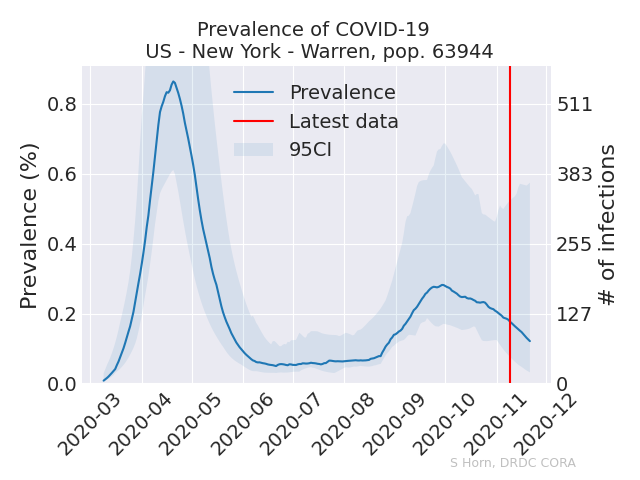 Prevalence of COVID-19
US - New York - Warren, pop. 63944
Prevalence
Latest data
95CI
Prevalence (%)
0.8
0.6
0.4
0.2
0.0
511
383
255
127
0
# of infections
2020-03
2020-04
2020-05
2020-06
2020-07
2020-08
2020-09
2020-10
2020-11
2020-12
S Horn, DRDC CORA